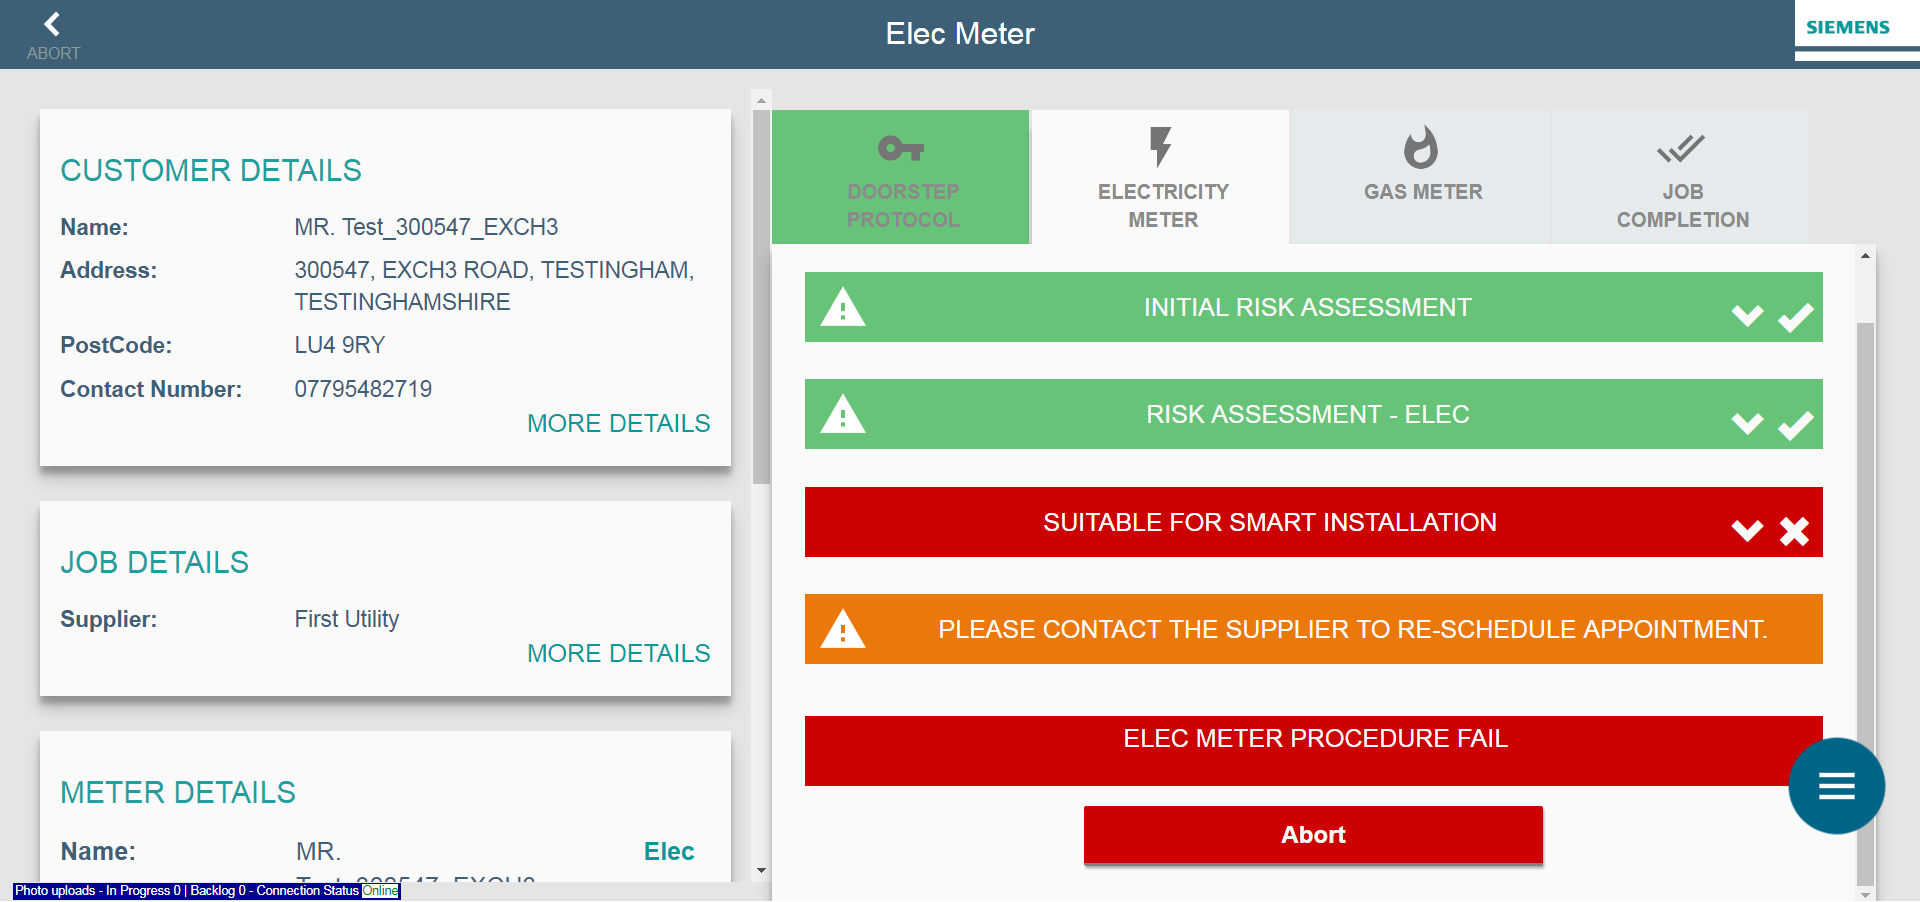 ABORT
Elec Meter
SIEMENS
CUSTOMER DETAILS
Name: MR. Test_300547_EXCH3
Address: 300547, EXCH3 ROAD, TESTINGHAM,
TESTINGHAMSHIRE
PostCode: LU4 9RY
Contact Number: 07795482719
MORE DETAILS
JOB DETAILS
Supplier: First Utility
MORE DETAILS
METER DETAILS
Name: MR. Elec
Test_300547_EXCH3
Photo uploads - In Progress 0 | Backlog 0 - Connection Status Online
DOORSTEP
PROTOCOL
ELECTRICITY
METER
GAS METER
JOB
COMPLETION
INITIAL RISK ASSESSMENT
RISK ASSESSMENT - ELEC
SUITABLE FOR SMART INSTALLATION
PLEASE CONTACT THE SUPPLIER TO RE-SCHEDULE APPOINTMENT.
ELEC METER PROCEDURE FAIL
Abort